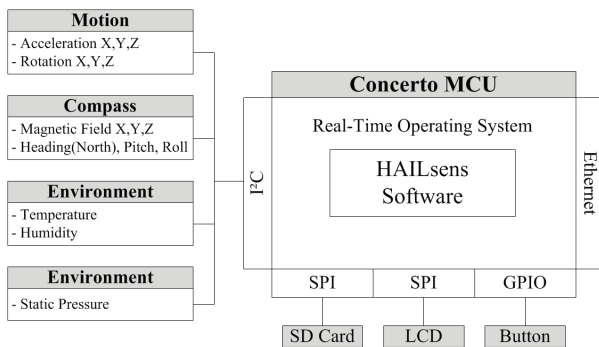 Motion
- Acceleration X,Y,Z
- Rotation X,Y,Z
Compass
- Magnetic Field X,Y,Z
- Heading(North), Pitch, Roll
Environment
- Temperature
- Humidity
Environment
- Static Pressure
I²C
Concerto MCU
Real-Time Operating System
HAILsens
Software
Ethernet
SPI
SPI
GPIO
SD Card
LCD
Button